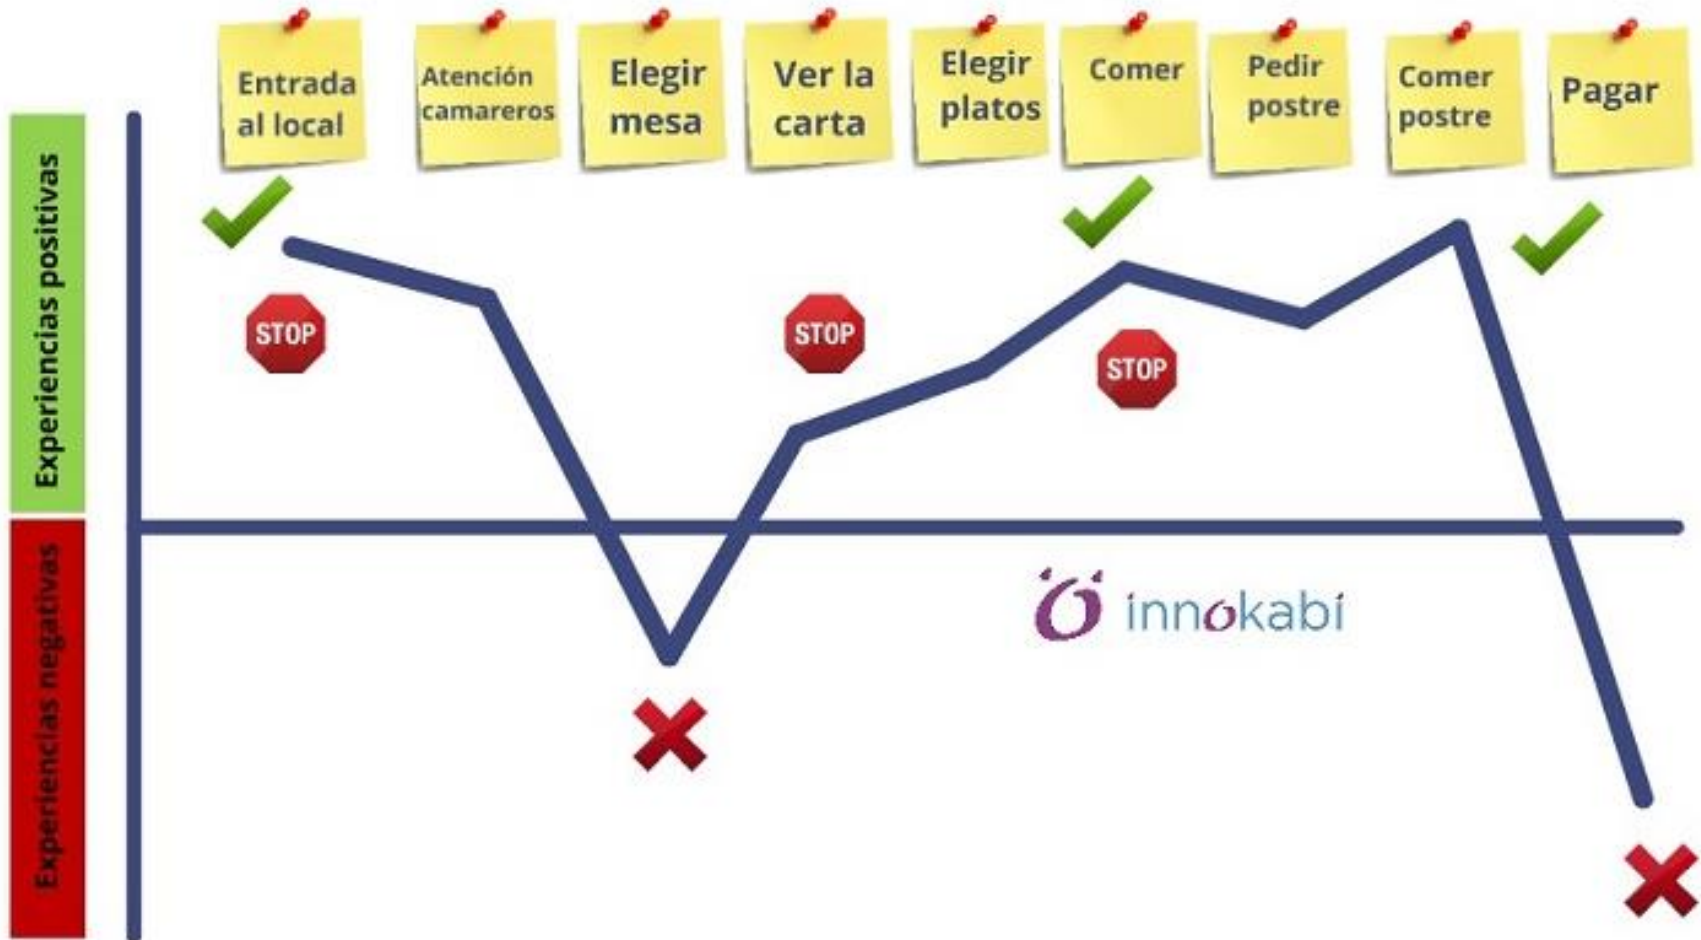 Entrada
al local
Atención
camareros
Elegir
mesa
Ver la
carta
Elegir
platos
Comer
Pedir
postre
Comer
postre
Pagar
Experiencias positivas
STOP
STOP
STOP
Experiencias negativas
innokabi